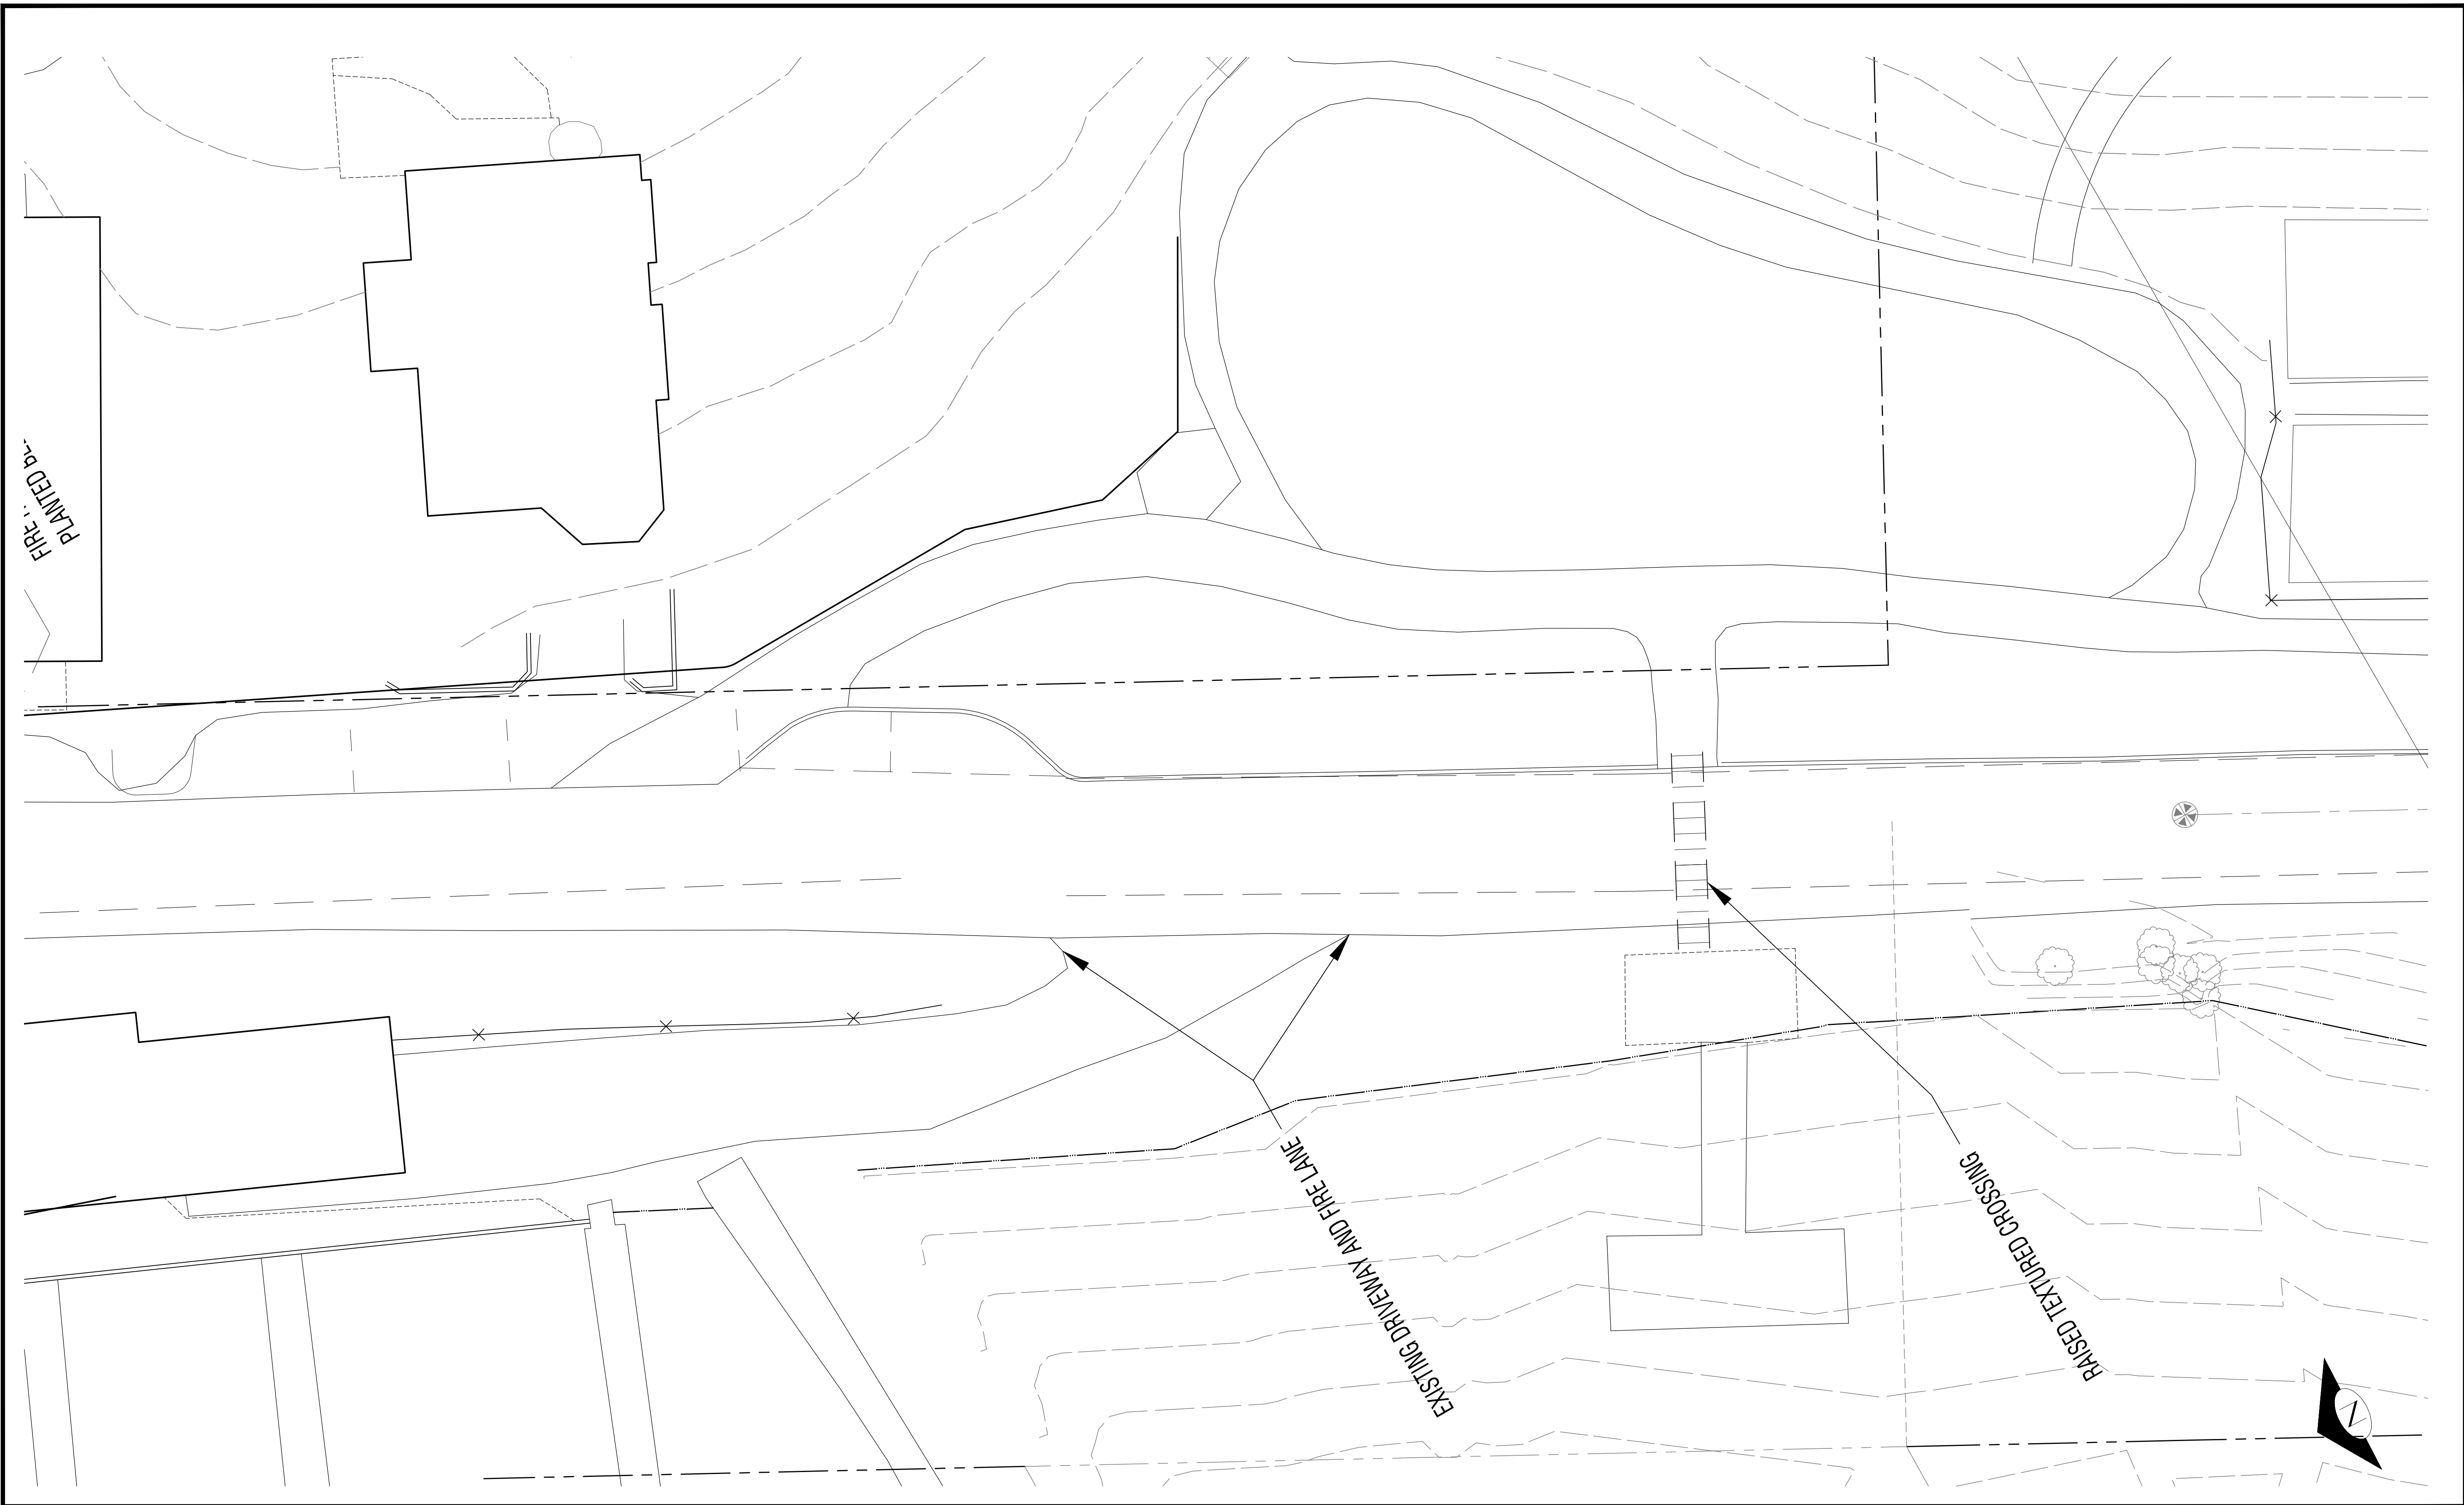 PLANTED
EXISTING DRIVEWAY AND FIRE LANE
RAISED TEXTURED CROSSING
N